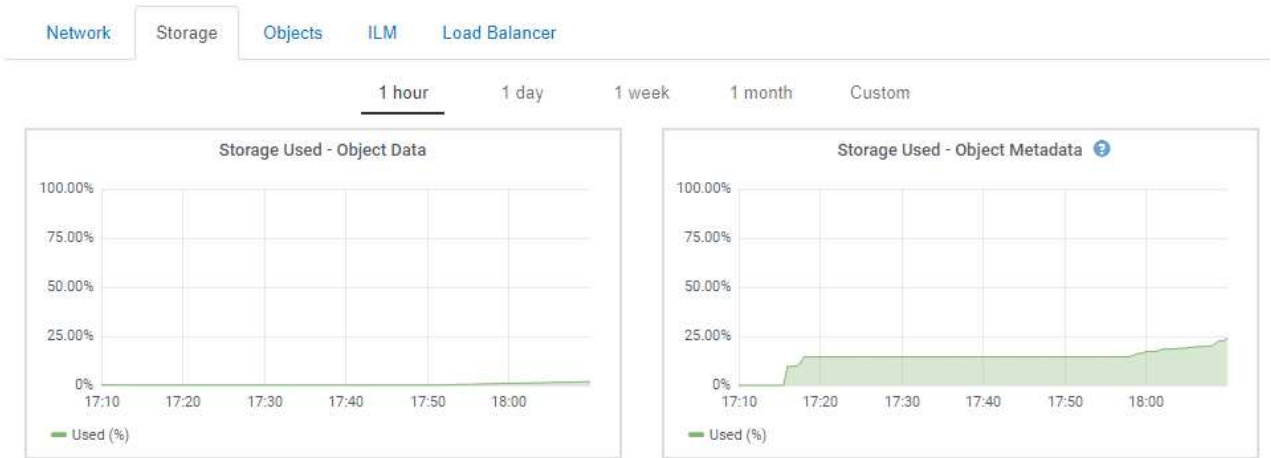 Network Storage Objects ILM Load Balancer
1 hour 1 day 1 week 1 month Custom
Storage Used - Object Data
100.00%
75.00%
50.00%
25.00%
0%
17:10 17:20 17:30 17:40 17:50 18:00
Used (%)
Storage Used - Object Metadata ?
100.00%
75.00%
50.00%
25.00%
0%
17:10 17:20 17:30 17:40 17:50 18:00
Used (%)